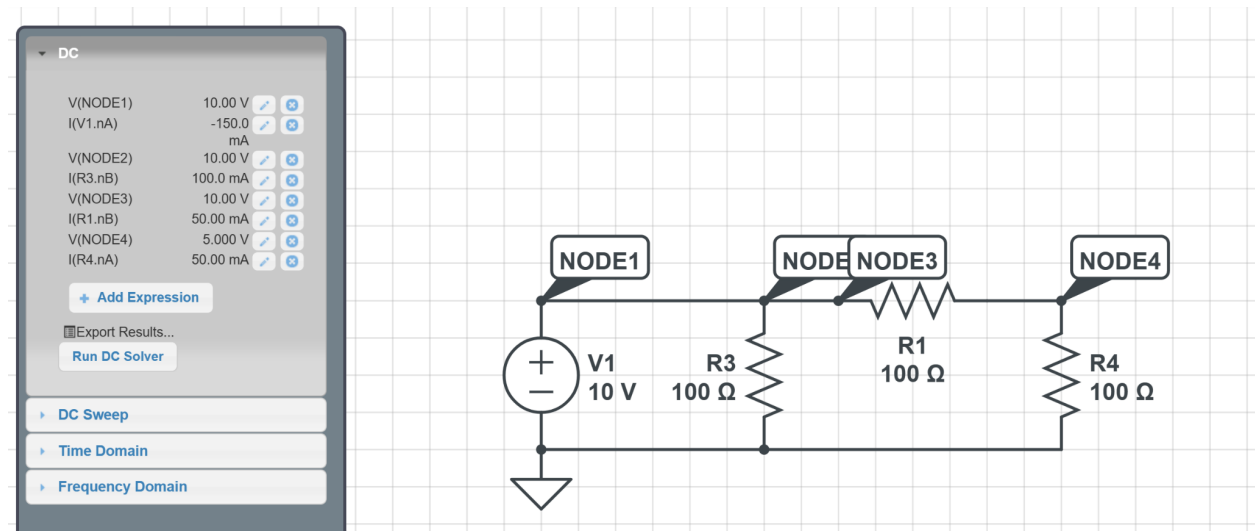 DC
V(NODE1) 10.00 V
I(V1.nA) -150.0
mA
V(NODE2) 10.00 V
I(R3.nB) 100.0 mA
V(NODE3) 10.00 V
I(R1.nB) 50.00 mA
V(NODE4) 5.000 V
I(R4.nA) 50.00 mA
+ Add Expression
Export Results...
Run DC Solver
DC Sweep
Time Domain
Frequency Domain
NODE1
NODE
NODE3
NODE4
V1
10 V
R3
100 Ω
R1
100 Ω
R4
100 Ω